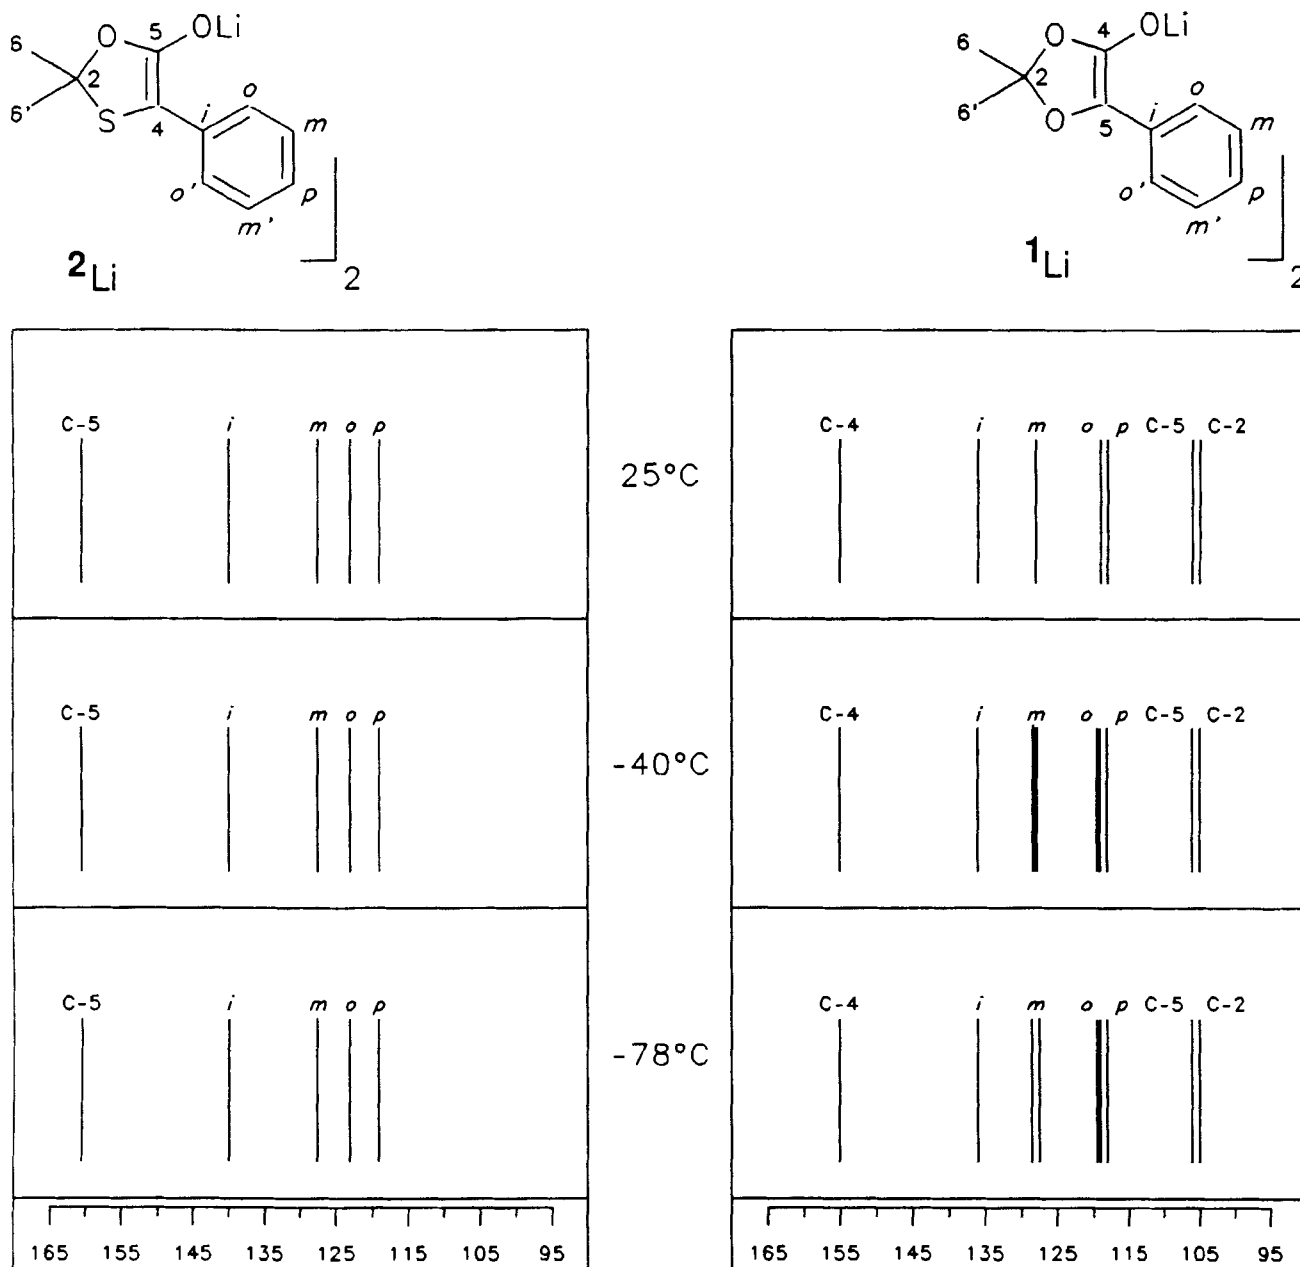 6 O 5 OLi
2
6' S 4 i o
m
o' p
m'
2Li
2
6 O 4 OLi
2
6' O 5 i o
m
o' p
m'
1Li
2
C-5 i m o p
25°C
C-4 i m o p C-5 C-2
C-5 i m o p
-40°C
C-4 i m o p C-5 C-2
C-5 i m o p
-78°C
C-4 i m o p C-5 C-2
165 155 145 135 125 115 105 95
165 155 145 135 125 115 105 95